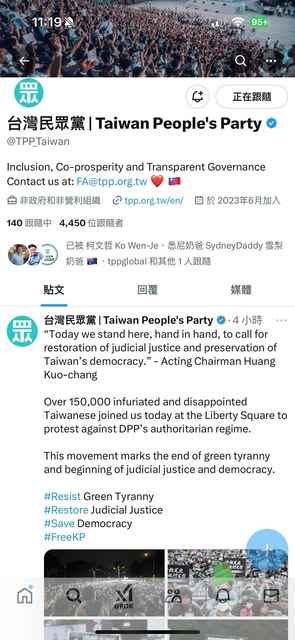 11:19
95
眾
正在跟隨
台灣民眾黨 | Taiwan People's Party
@TPP_Taiwan
Inclusion, Co-prosperity and Transparent Governance
Contact us at: FA@tpp.org.tw ❤️ 🇹🇼
非政府和非營利組織 tpp.org.tw/en/ 於 2023年6月加入
140 跟隨中 4,450 位跟隨者
已被 柯文哲 Ko Wen-Je、悉尼奶爸 SydneyDaddy 雪梨
奶爸 🇦🇺、tppglobal 和其他 1 人跟隨
貼文 回覆 媒體
眾
台灣民眾黨 | Taiwan People's Party · 4 小時
“Today we stand here, hand in hand, to call for
restoration of judicial justice and preservation of
Taiwan’s democracy.” - Acting Chairman Huang
Kuo-chang
Over 150,000 infuriated and disappointed
Taiwanese joined us today at the Liberty Square to
protest against DPP’s authoritarian regime.
This movement marks the end of green tyranny
and beginning of judicial justice and democracy.
#Resist Green Tyranny
#Restore Judicial Justice
#Save Democracy
#FreeKP
GROK